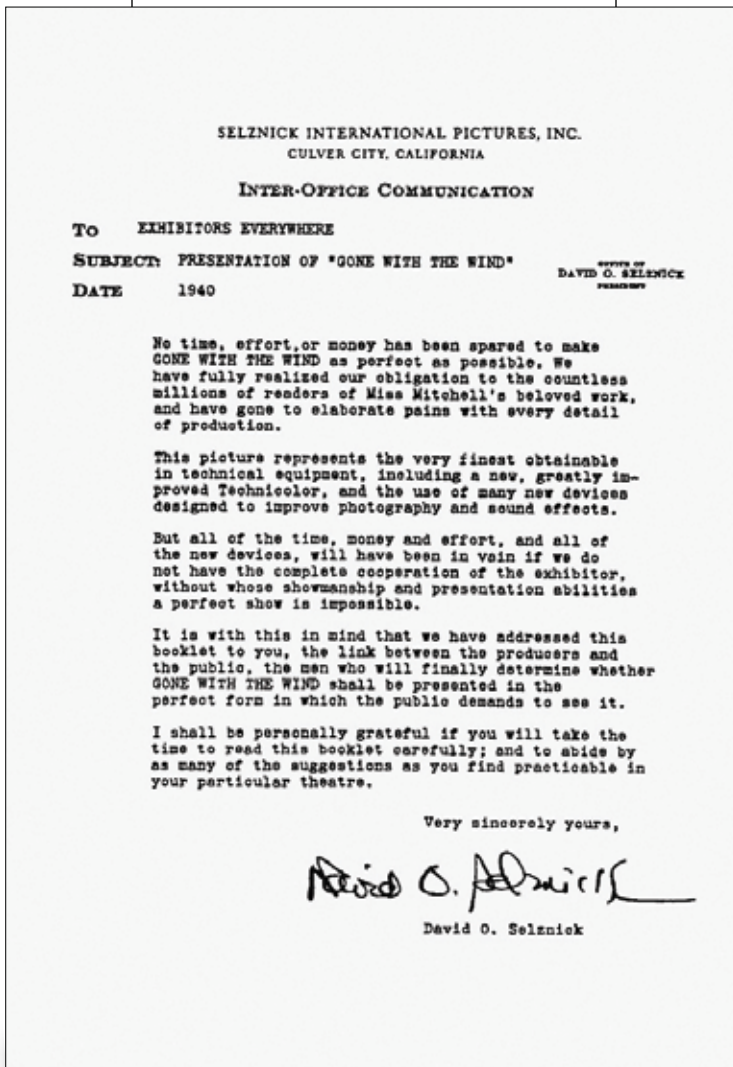 SELZNICK INTERNATIONAL PICTURES, INC.
CULVER CITY, CALIFORNIA
INTER-OFFICE COMMUNICATION
TO EXHIBITORS EVERYWHERE
SUBJECT: PRESENTATION OF "GONE WITH THE WIND"
OFFICE OF
DAVID O. SELZNICK
PRESIDENT
DATE 1940
No time, effort,or money has been spared to make
GONE WITH THE WIND as perfect as possible. We
have fully realized our obligation to the countless
millions of readers of Miss Mitchell's beloved work,
and have gone to elaborate pains with every detail
of production.
This picture represents the very finest obtainable
in technical equipment, including a new, greatly im-
proved Technicolor, and the use of many new devices
designed to improve photography and sound effects.
But all of the time, money and effort, and all of
the new devices, will have been in vain if we do
not have the complete cooperation of the exhibitor,
without whose showmanship and presentation abilities
a perfect show is impossible.
It is with this in mind that we have addressed this
booklet to you, the link between the producers and
the public, the men who will finally determine whether
GONE WITH THE WIND shall be presented in the
perfect form in which the public demands to see it.
I shall be personally grateful if you will take the
time to read this booklet carefully; and to abide by
as many of the suggestions as you find practicable in
your particular theatre.
Very sincerely yours,
David O. Selznick
David O. Selznick